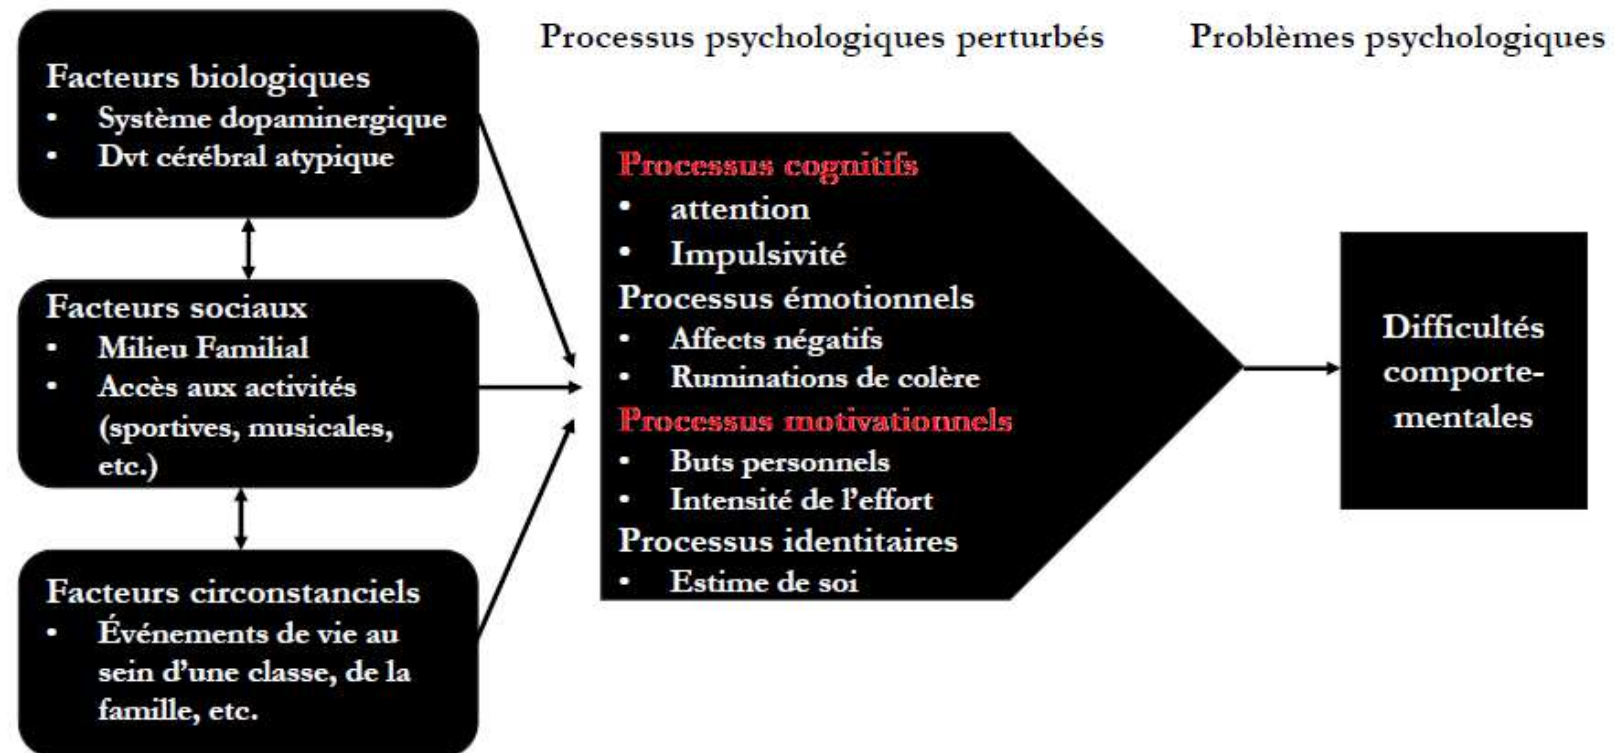 Processus psychologiques perturbés
Problèmes psychologiques
Facteurs biologiques
• Système dopaminergique
• Dvt cérébral atypique
Facteurs sociaux
• Milieu Familial
• Accès aux activités
(sportives, musicales,
etc.)
Facteurs circonstanciels
• Événements de vie au
sein d’une classe, de la
famille, etc.
Processus cognitifs
• attention
• Impulsivité
Processus émotionnels
• Affects négatifs
• Ruminations de colère
Processus motivationnels
• Buts personnels
• Intensité de l’effort
Processus identitaires
• Estime de soi
Difficultés
comporte-
mentales